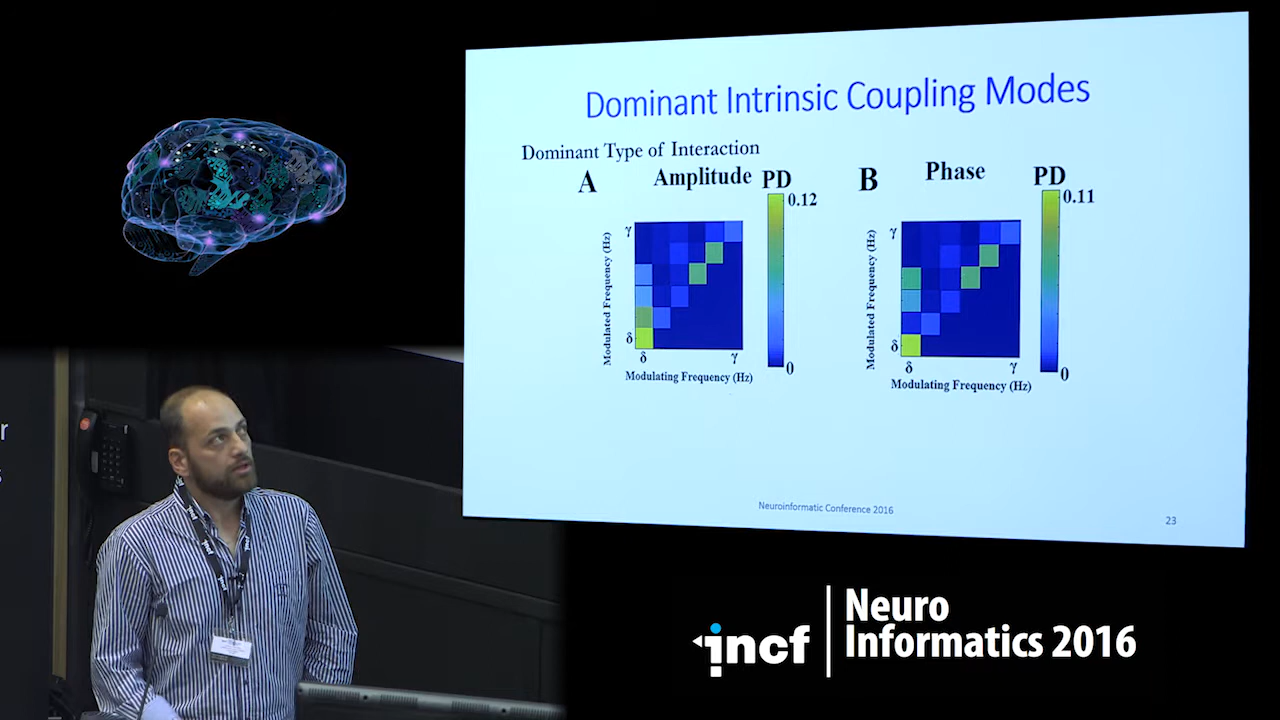 Dominant Intrinsic Coupling Modes
Dominant Type of Interaction
A Amplitude PD
0.12
γ
Modulated Frequency (Hz)
δ
0
δ γ
Modulating Frequency (Hz)
B Phase PD
0.11
γ
Modulated Frequency (Hz)
δ
0
δ γ
Modulating Frequency (Hz)
Neuroinformatic Conference 2016
23
r
s
incf
Neuro
Informatics 2016